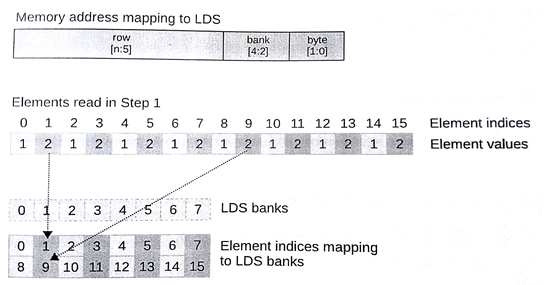 Memory address mapping to LDS
row bank byte
[n:5] [4:2] [1:0]
Elements read in Step 1
0 1 2 3 4 5 6 7 8 9 10 11 12 13 14 15 Element indices
1 2 1 2 1 2 1 2 1 2 1 2 1 2 1 2 Element values
0 1 2 3 4 5 6 7 LDS banks
0 1 2 3 4 5 6 7 Element indices mapping
8 9 10 11 12 13 14 15 to LDS banks